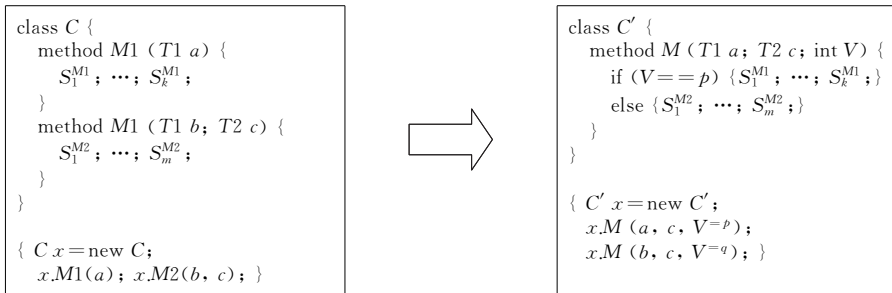 class C {
method M1 (T1 a) {
S₁ᴹ¹; …; Sₖᴹ¹;
}
method M1 (T1 b; T2 c) {
S₁ᴹ²; …; Sₘᴹ²;
}
}
{ C x=new C;
x.M1(a); x.M2(b, c); }
class C′ {
method M (T1 a; T2 c; int V) {
if (V==p) {S₁ᴹ¹; …; Sₖᴹ¹;}
else {S₁ᴹ²; …; Sₘᴹ²;}
}
}
{ C′ x=new C′;
x.M (a, c, V⁼ᵖ);
x.M (b, c, V^{=q}); }